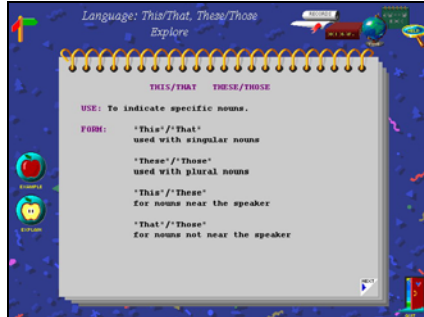 Language: This/That, These/Those
Explore
RECORDS
THIS/THAT THESE/THOSE
USE: To indicate specific nouns.
FORM: "This"/"That"
used with singular nouns
"These"/"Those"
used with plural nouns
"This"/"These"
for nouns near the speaker
"That"/"Those"
for nouns not near the speaker
EXAMPLE
EXPLAIN
NEXT